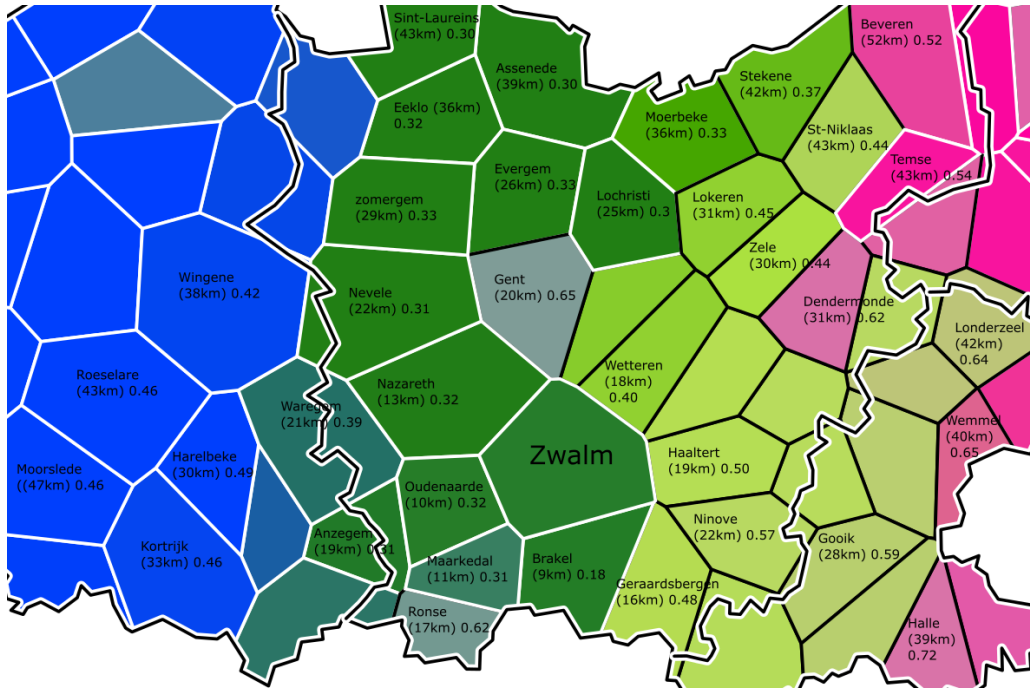 Sint-Laureins
(43km) 0.30
Beveren
(52km) 0.52
Assenede
(39km) 0.30
Stekene
(42km) 0.37
Eeklo (36km)
0.32
Moerbeke
(36km) 0.33
St-Niklaas
(43km) 0.44
Temse
(43km) 0.54
Evergem
(26km) 0.33
zomergem
(29km) 0.33
Lochristi
(25km) 0.3
Lokeren
(31km) 0.45
Zele
(30km) 0.44
Wingene
(38km) 0.42
Gent
(20km) 0.65
Nevele
(22km) 0.31
Dendermonde
(31km) 0.62
Londerzeel
(42km)
0.64
Roeselare
(43km) 0.46
Nazareth
(13km) 0.32
Wetteren
(18km)
0.40
Waregem
(21km) 0.39
Wemmel
(40km)
0.65
Zwalm
Haaltert
(19km) 0.50
Moorslede
((47km) 0.46
Harelbeke
(30km) 0.49
Oudenaarde
(10km) 0.32
Ninove
(22km) 0.57
Kortrijk
(33km) 0.46
Anzegem
(19km) 0.31
Gooik
(28km) 0.59
Maarkedal
(11km) 0.31
Brakel
(9km) 0.18
Geraardsbergen
(16km) 0.48
Ronse
(17km) 0.62
Halle
(39km)
0.72